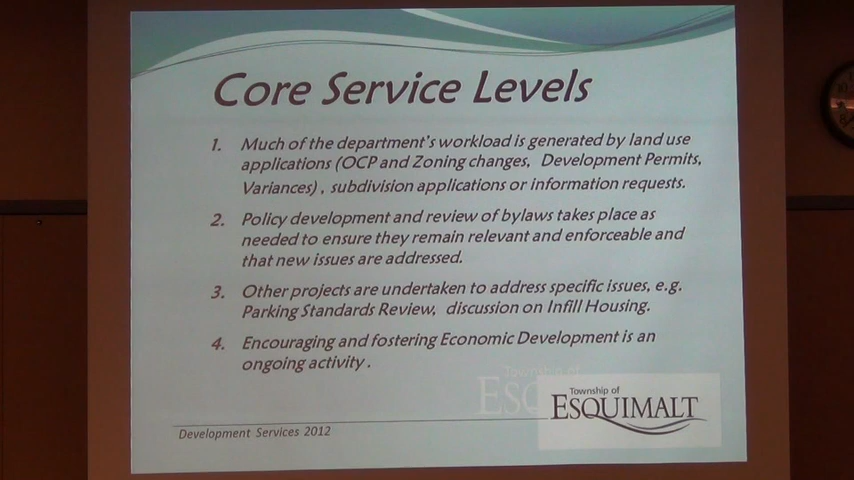 Core Service Levels
1. Much of the department's workload is generated by land use
applications (OCP and Zoning changes, Development Permits,
Variances) , subdivision applications or information requests.
2. Policy development and review of bylaws takes place as
needed to ensure they remain relevant and enforceable and
that new issues are addressed.
3. Other projects are undertaken to address specific issues, e.g.
Parking Standards Review, discussion on Infill Housing.
4. Encouraging and fostering Economic Development is an
ongoing activity .
Township of
ESQ
Township of
ESQUIMALT
Development Services 2012